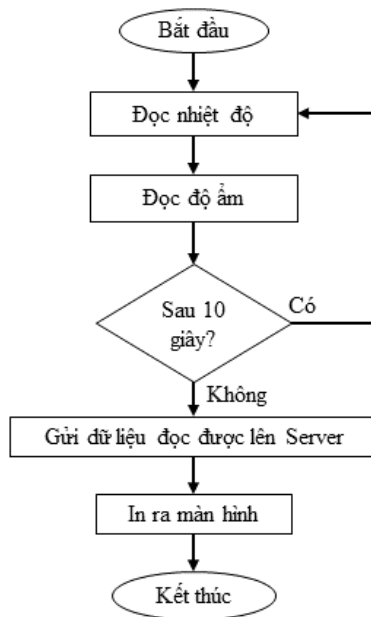 Bắt đầu
Đọc nhiệt độ
Đọc độ ẩm
Sau 10
giây?
Có
Không
Gửi dữ liệu đọc được lên Server
In ra màn hình
Kết thúc